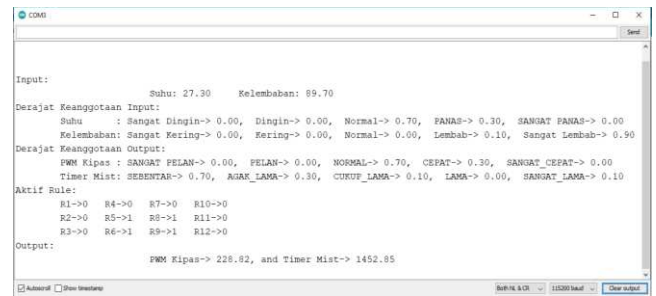 COM3
Send
Input:
Suhu: 27.30 Kelembaban: 89.70
Derajat Keanggotaan Input:
Suhu : Sangat Dingin-> 0.00, Dingin-> 0.00, Normal-> 0.70, PANAS-> 0.30, SANGAT PANAS-> 0.00
Kelembaban: Sangat Kering-> 0.00, Kering-> 0.00, Normal-> 0.00, Lembab-> 0.10, Sangat Lembab-> 0.90
Derajat Keanggotaan Output:
PWM Kipas : SANGAT PELAN-> 0.00, PELAN-> 0.00, NORMAL-> 0.70, CEPAT-> 0.30, SANGAT_CEPAT-> 0.00
Timer Mist: SEBENTAR-> 0.70, AGAK_LAMA-> 0.30, CUKUP_LAMA-> 0.10, LAMA-> 0.00, SANGAT_LAMA-> 0.10
Aktif Rule:
R1->0 R4->0 R7->0 R10->0
R2->0 R5->1 R8->1 R11->0
R3->0 R6->1 R9->1 R12->0
Output:
PWM Kipas-> 228.82, and Timer Mist-> 1452.85
Autoscroll Show timestamp Both NL & CR 115200 baud Clear output